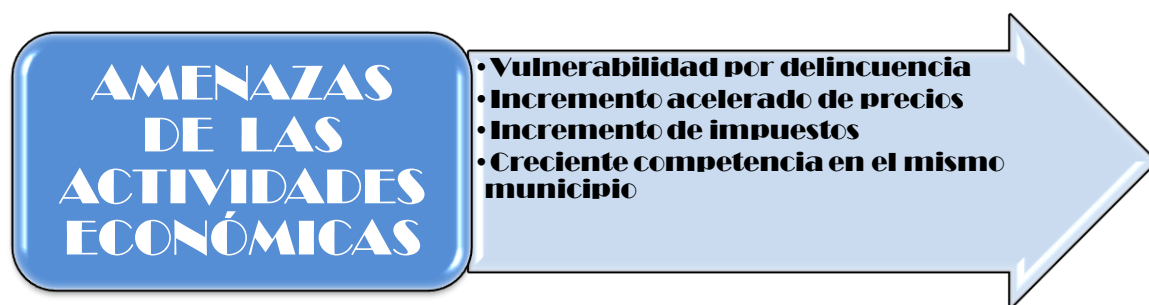 AMENAZAS
DE LAS
ACTIVIDADES
ECONÓMICAS
•Vulnerabilidad por delincuencia
•Incremento acelerado de precios
•Incremento de impuestos
•Creciente competencia en el mismo
municipio